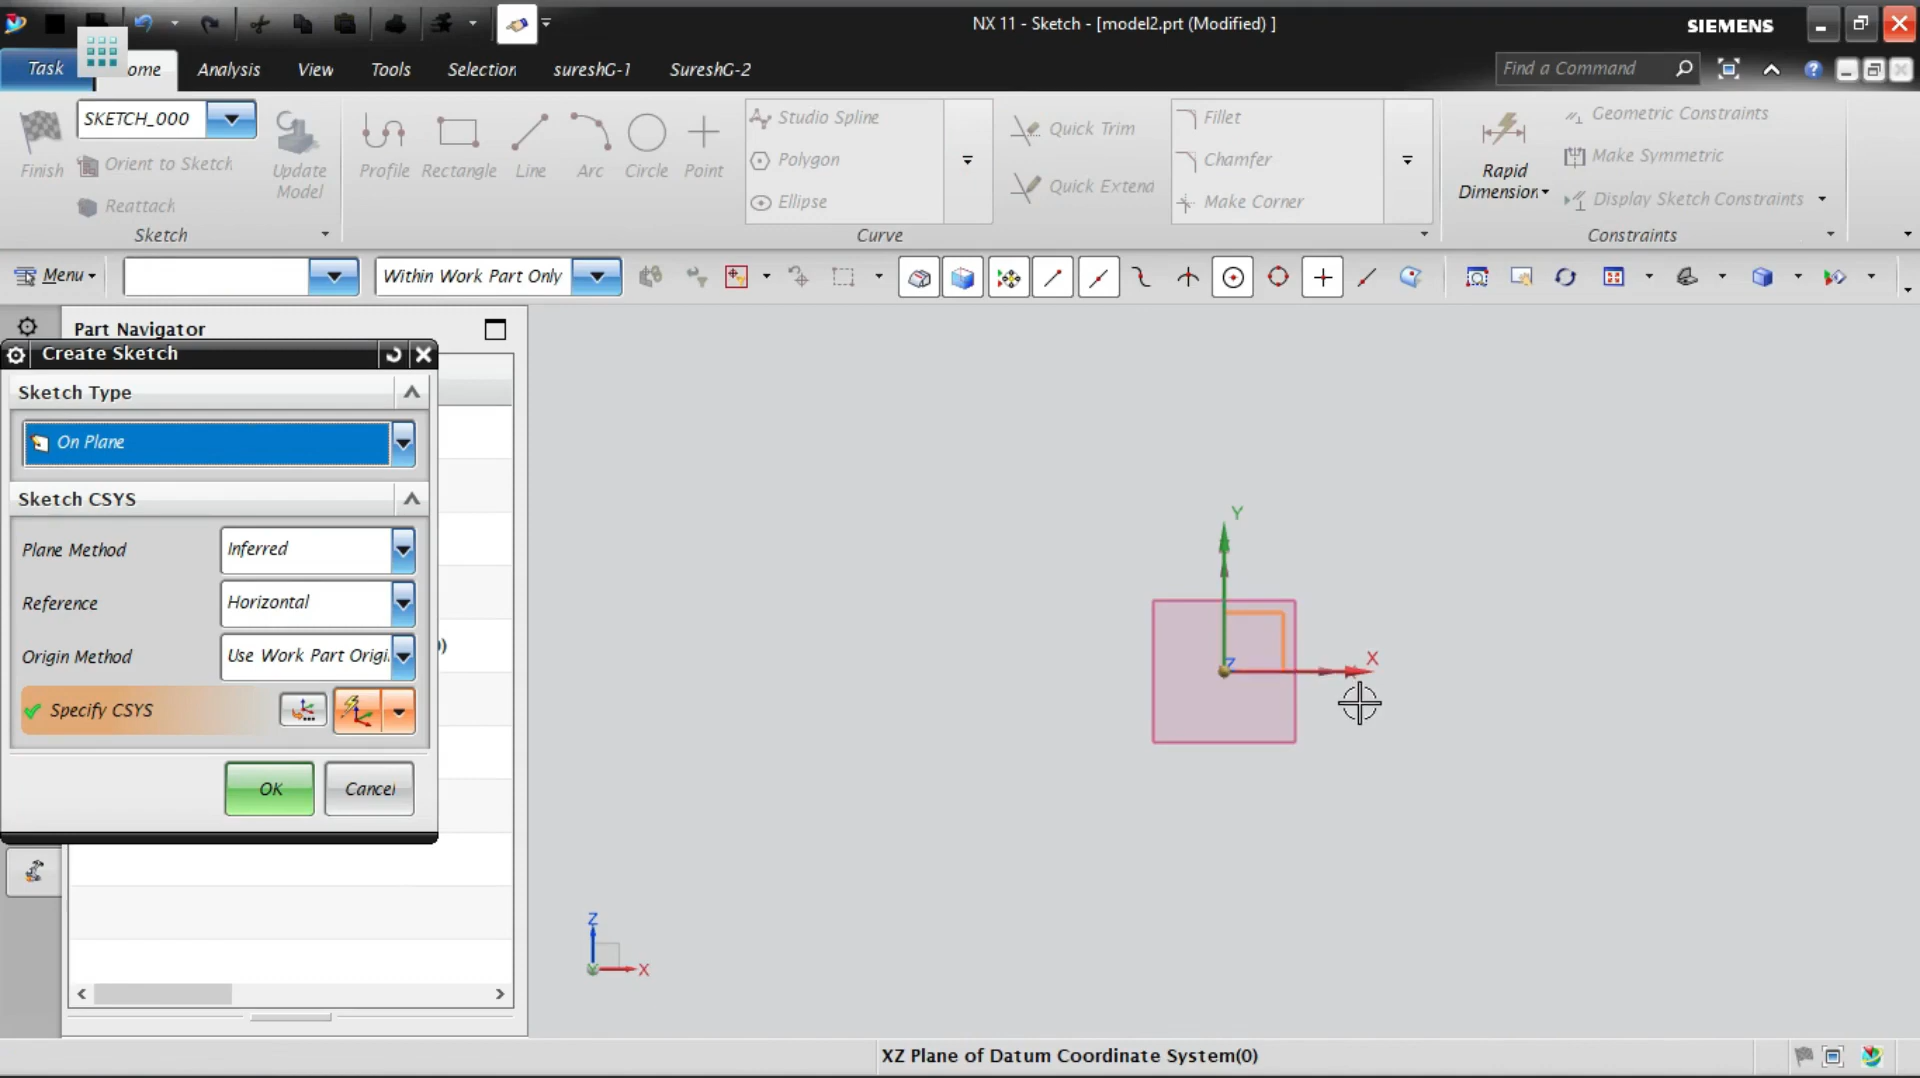 NX 11 - Sketch - [model2.prt (Modified) ]
SIEMENS
Task
ome
Analysis
View
Tools
Selection
sureshG-1
SureshG-2
Find a Command
Finish
SKETCH_000
Orient to Sketch
Reattach
Update
Model
Sketch
Profile
Rectangle
Line
Arc
Circle
Point
Studio Spline
Polygon
Ellipse
Quick Trim
Quick Extend
Fillet
Chamfer
Make Corner
Curve
Rapid
Dimension
Geometric Constraints
Make Symmetric
Display Sketch Constraints
Constraints
Menu
Within Work Part Only
Part Navigator
Create Sketch
Sketch Type
On Plane
Sketch CSYS
Plane Method
Inferred
Reference
Horizontal
Origin Method
Use Work Part Origi
Specify CSYS
OK
Cancel
)
Y
X
Z
Z
X
Y
XZ Plane of Datum Coordinate System(0)